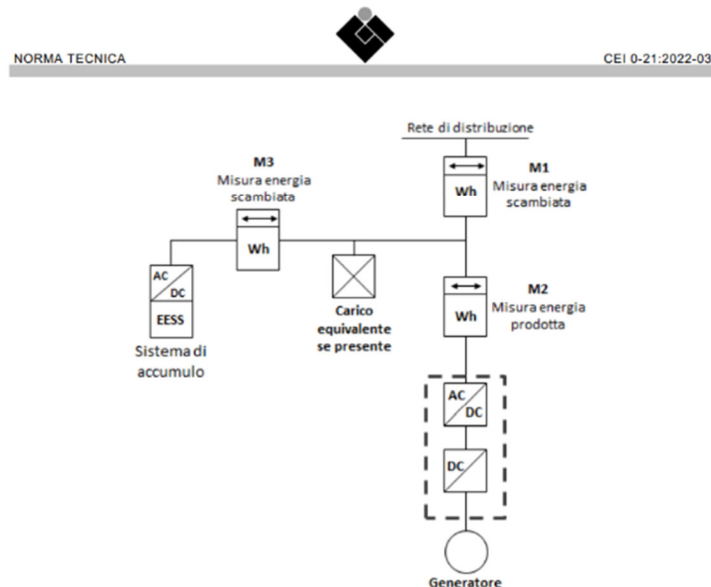 NORMA TECNICA
CEI 0-21:2022-03
Rete di distribuzione
M3
Misura energia
scambiata
Wh
M1
Misura energia
scambiata
Wh
AC
DC
EESS
Sistema di
accumulo
Carico
equivalente
se presente
M2
Misura energia
prodotta
Wh
AC
DC
DC
Generatore